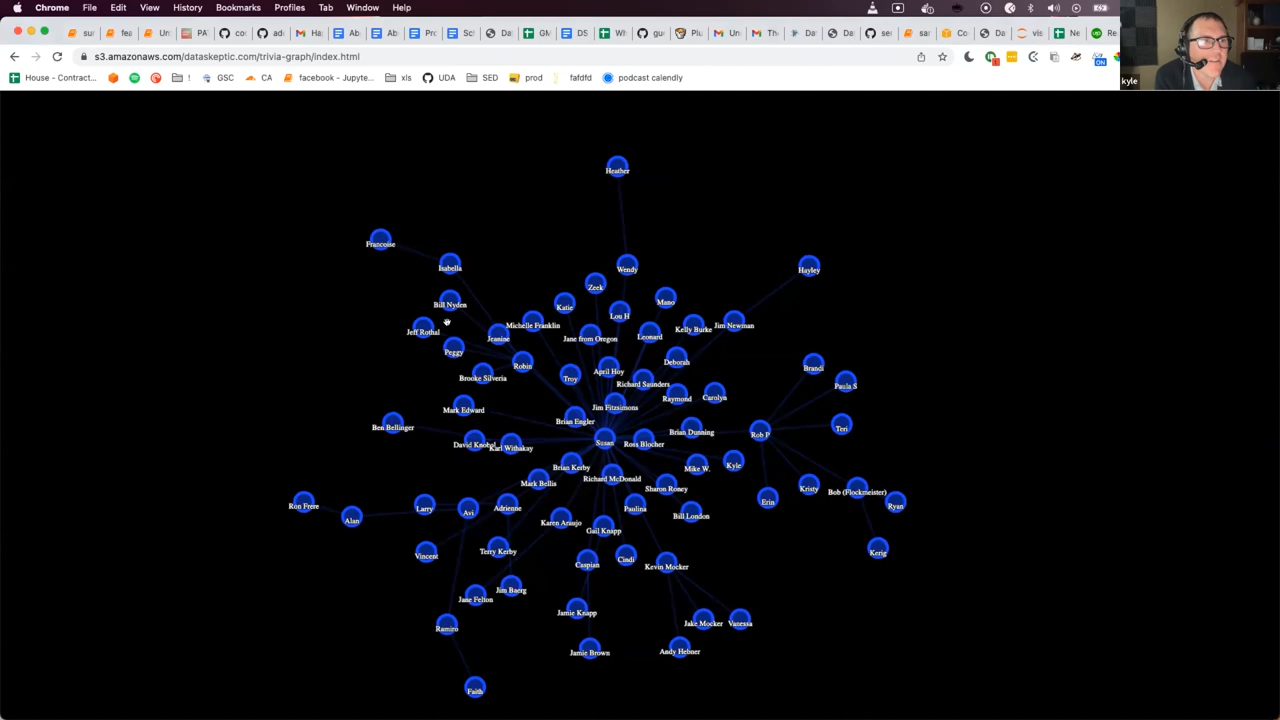 Chrome File Edit View History Bookmarks Profiles Tab Window Help
s3.amazonaws.com/dataskeptic.com/trivia-graph/index.html
House - Contract... ! GSC CA facebook - Jupyte... xls UDA SED prod fafdfd podcast calendly
ON
kyle
Heather
Francoise
Isabella
Wendy
Hayley
Zeek
Bill Nyden
Katie
Mano
Lou H
Jeff Rothal
Michelle Franklin
Kelly Burke
Jim Newman
Jeanine
Jane from Oregon
Leonard
Peggy
Robin
Deborah
Brandi
Brooke Silveria
Troy
April Hoy
Richard Saunders
Paula S
Mark Edward
Jim Fitzsimons
Raymond
Carolyn
Ben Bellinger
Brian Engler
Teri
David Knobel
Karl Withakay
Susan
Ross Blocher
Brian Dunning
Rob P
Brian Kerby
Mike W.
Kyle
Mark Bellis
Richard McDonald
Sharon Roney
Kristy
Bob (Flockmeister)
Ron Frere
Alan
Larry
Avi
Adrienne
Paulina
Bill London
Erin
Ryan
Karen Araujo
Gail Knapp
Vincent
Terry Kerby
Caspian
Cindi
Kevin Mocker
Kerig
Jane Felton
Jim Baerg
Jamie Knapp
Jake Mocker
Vanessa
Ramiro
Jamie Brown
Andy Hebner
Faith